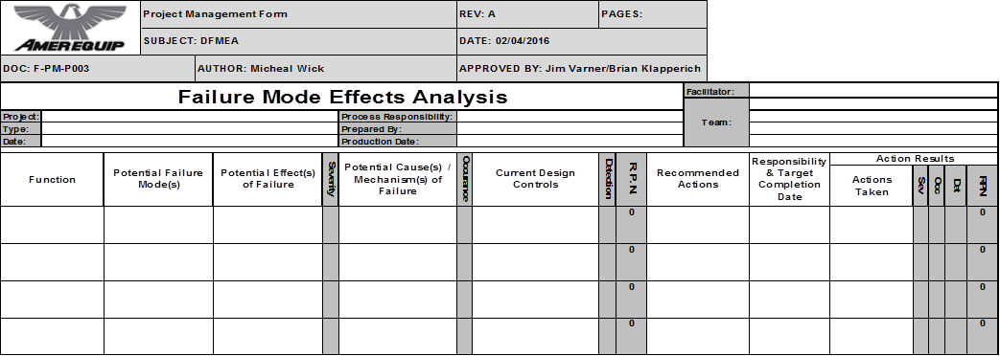 AMEREQUIP
Project Management Form
REV: A
PAGES:
SUBJECT: DFMEA
DATE: 02/04/2016
DOC: F-PM-P003
AUTHOR: Micheal Wick
APPROVED BY: Jim Varner/Brian Klapperich
Failure Mode Effects Analysis
Facilitator:
Team:
Project:
Process Responsibility:
Type:
Prepared By:
Date:
Production Date:
Function
Potential Failure
Mode(s)
Potential Effect(s)
of Failure
Severity
Potential Cause(s) /
Mechanism(s) of
Failure
Occurance
Current Design
Controls
Detection
R.P.N.
Recommended
Actions
Responsibility
& Target
Completion
Date
Action Results
Actions
Taken
Sev
Occ
Det
RPN
0
0
0
0
0
0
0
0